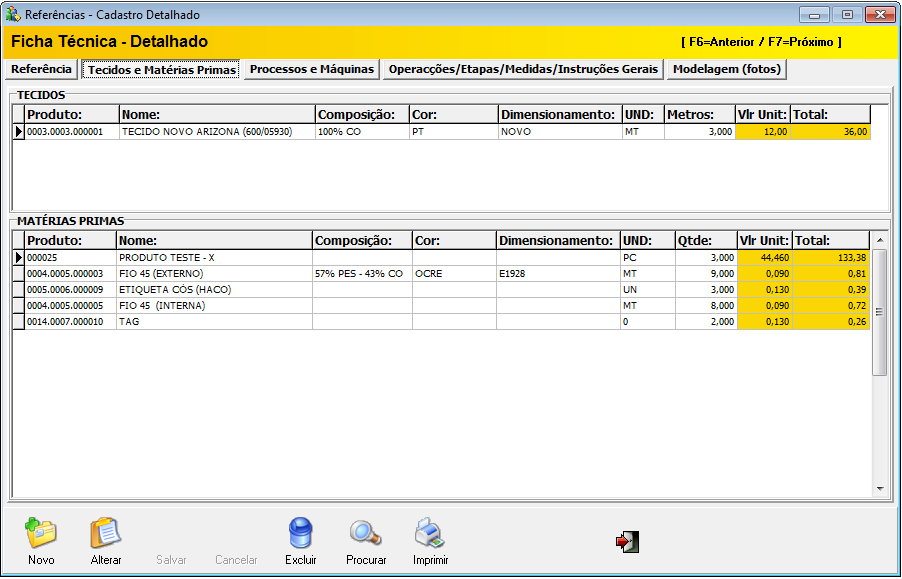 Referências - Cadastro Detalhado
Ficha Técnica - Detalhado
[ F6=Anterior / F7=Próximo ]
Referência Tecidos e Matérias Primas Processos e Máquinas Operacções/Etapas/Medidas/Instruções Gerais Modelagem (fotos)
TECIDOS
Produto: Nome: Composição: Cor: Dimensionamento: UND: Metros: Vlr Unit: Total:
0003.0003.000001 TECIDO NOVO ARIZONA (600/05930) 100% CO PT NOVO MT 3,000 12,00 36,00
MATÉRIAS PRIMAS
Produto: Nome: Composição: Cor: Dimensionamento: UND: Qtde: Vlr Unit: Total:
000025 PRODUTO TESTE - X PC 3,000 44,460 133,38
0004.0005.000003 FIO 45 (EXTERNO) 57% PES - 43% CO OCRE E1928 MT 9,000 0,090 0,81
0005.0006.000009 ETIQUETA CÓS (HACO) UN 3,000 0,130 0,39
0004.0005.000005 FIO 45 (INTERNA) MT 8,000 0,090 0,72
0014.0007.000010 TAG 0 2,000 0,130 0,26
Novo Alterar Salvar Cancelar Excluir Procurar Imprimir